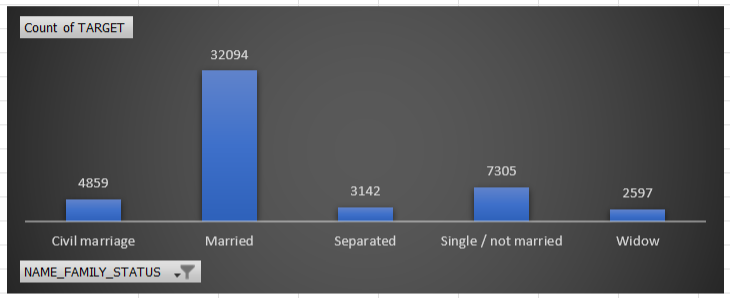 Count of TARGET
32094
7305
4859
3142
2597
Civil marriage
Married
Separated
Single / not married
Widow
NAME_FAMILY_STATUS